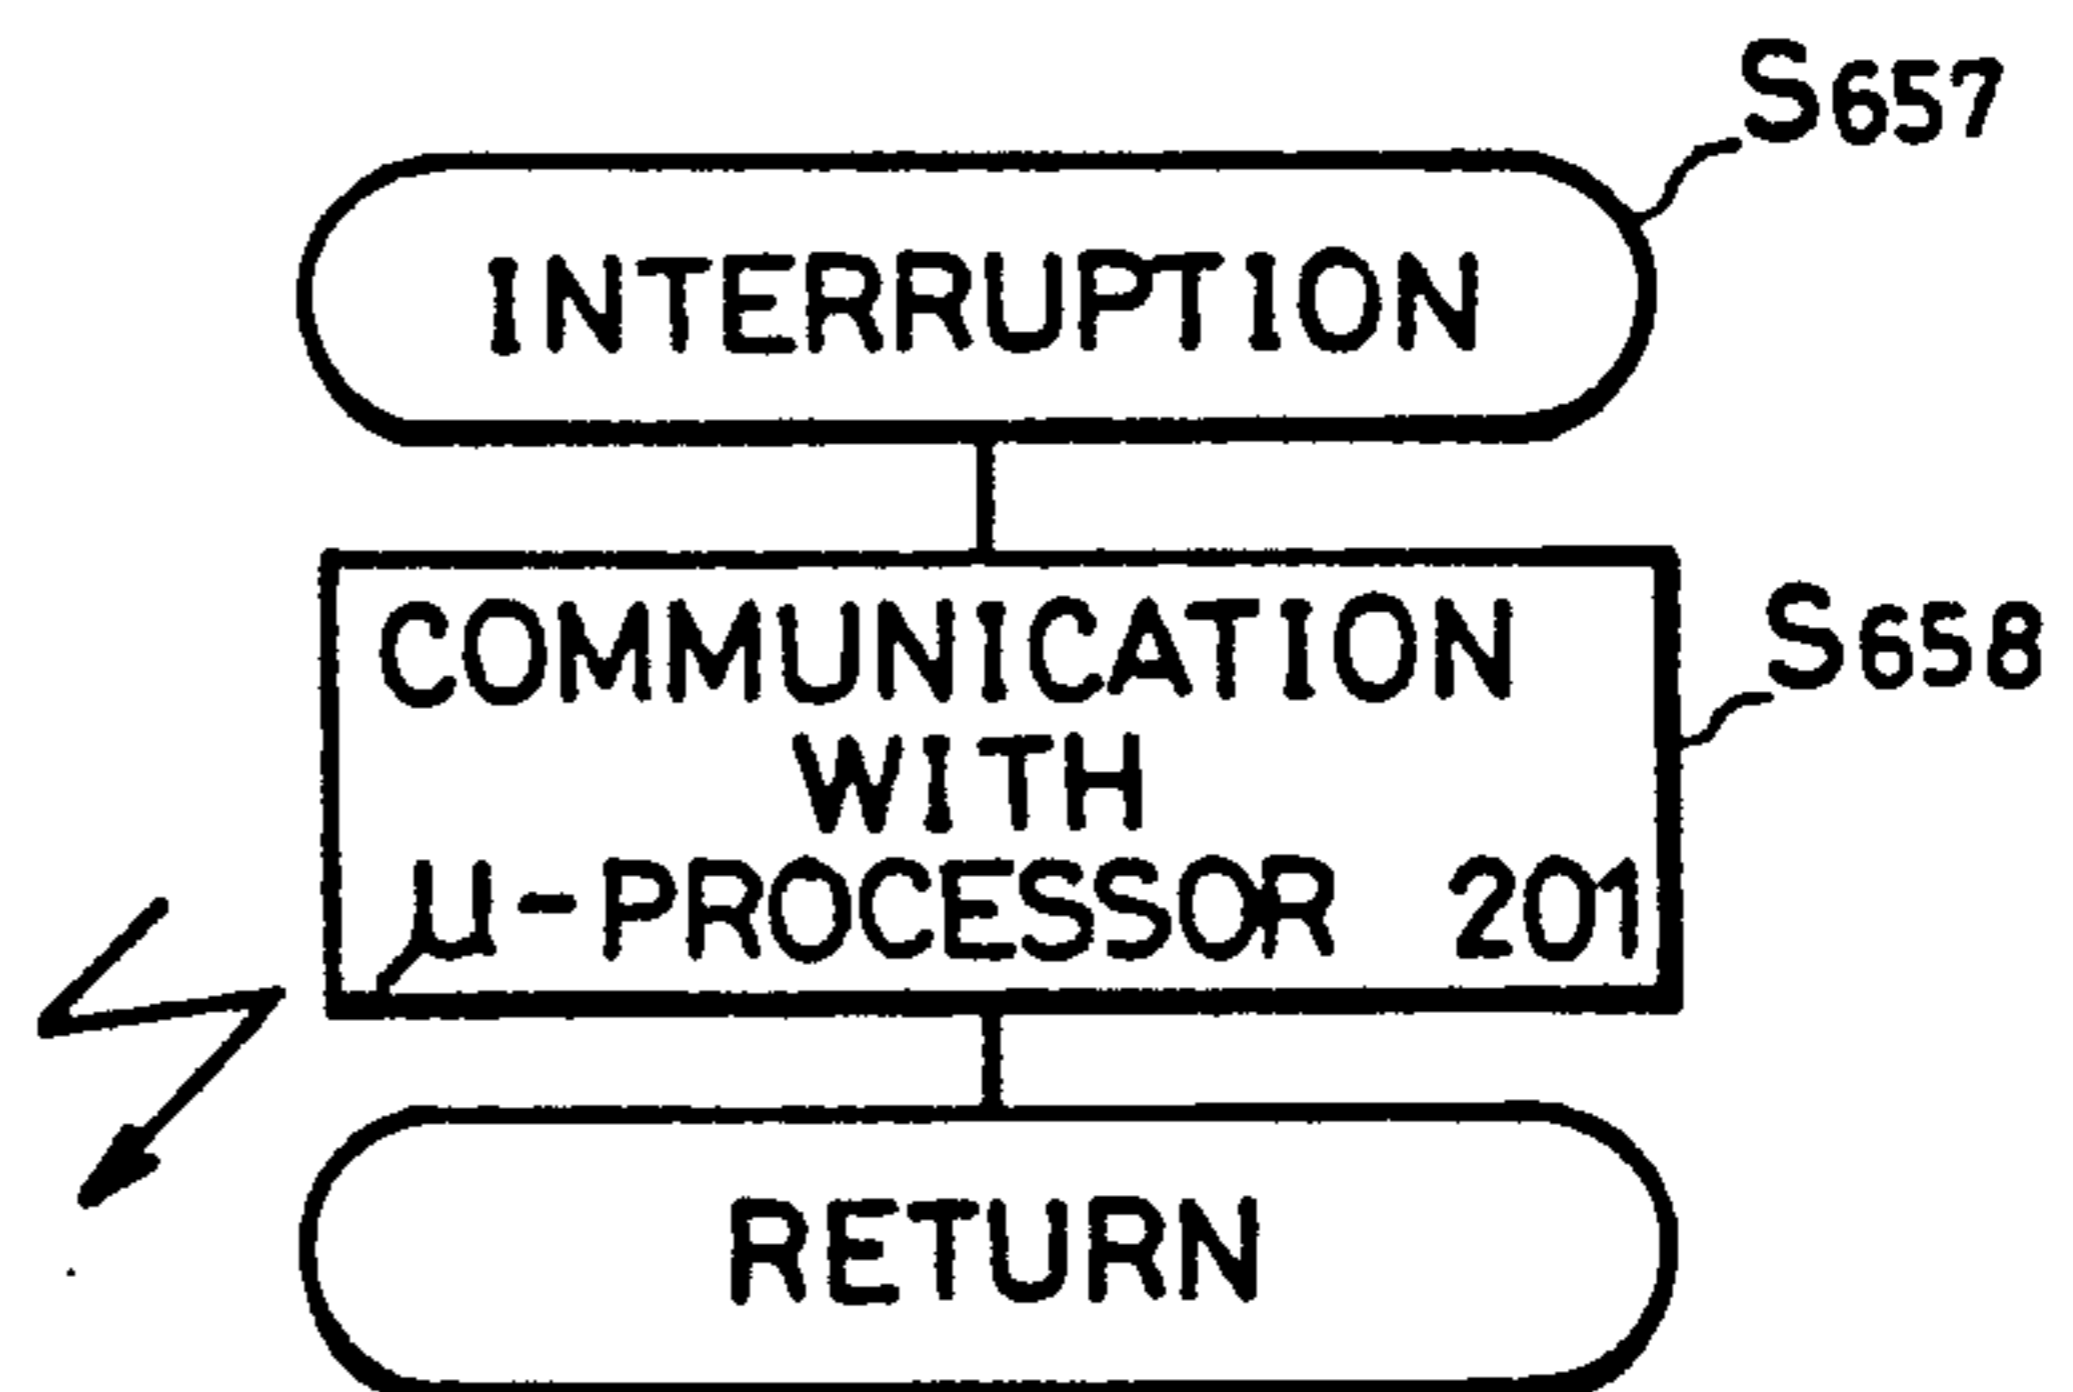 S657
INTERRUPTION
COMMUNICATION
S658
WITH
μ-PROCESSOR 201
RETURN